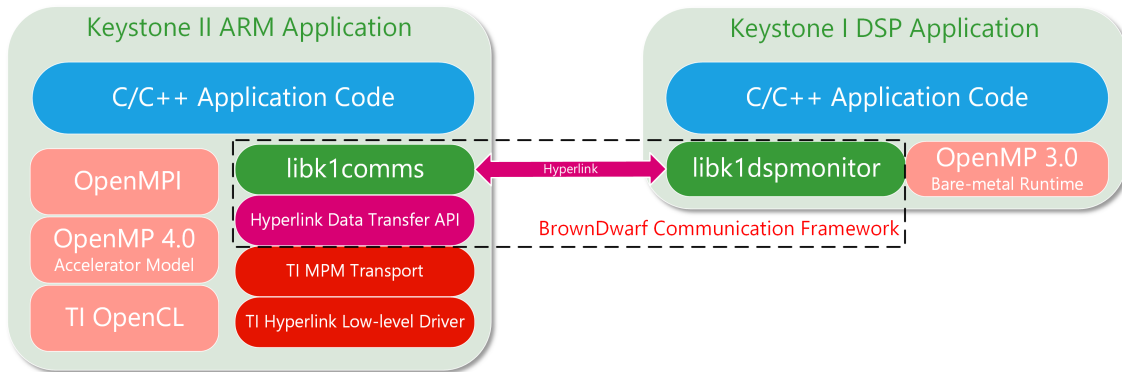 Keystone II ARM Application
C/C++ Application Code
OpenMPI
OpenMP 4.0
Accelerator Model
TI OpenCL
libk1comms
Hyperlink Data Transfer API
TI MPM Transport
TI Hyperlink Low-level Driver
Hyperlink
BrownDwarf Communication Framework
Keystone I DSP Application
C/C++ Application Code
libk1dspmonitor
OpenMP 3.0
Bare-metal Runtime